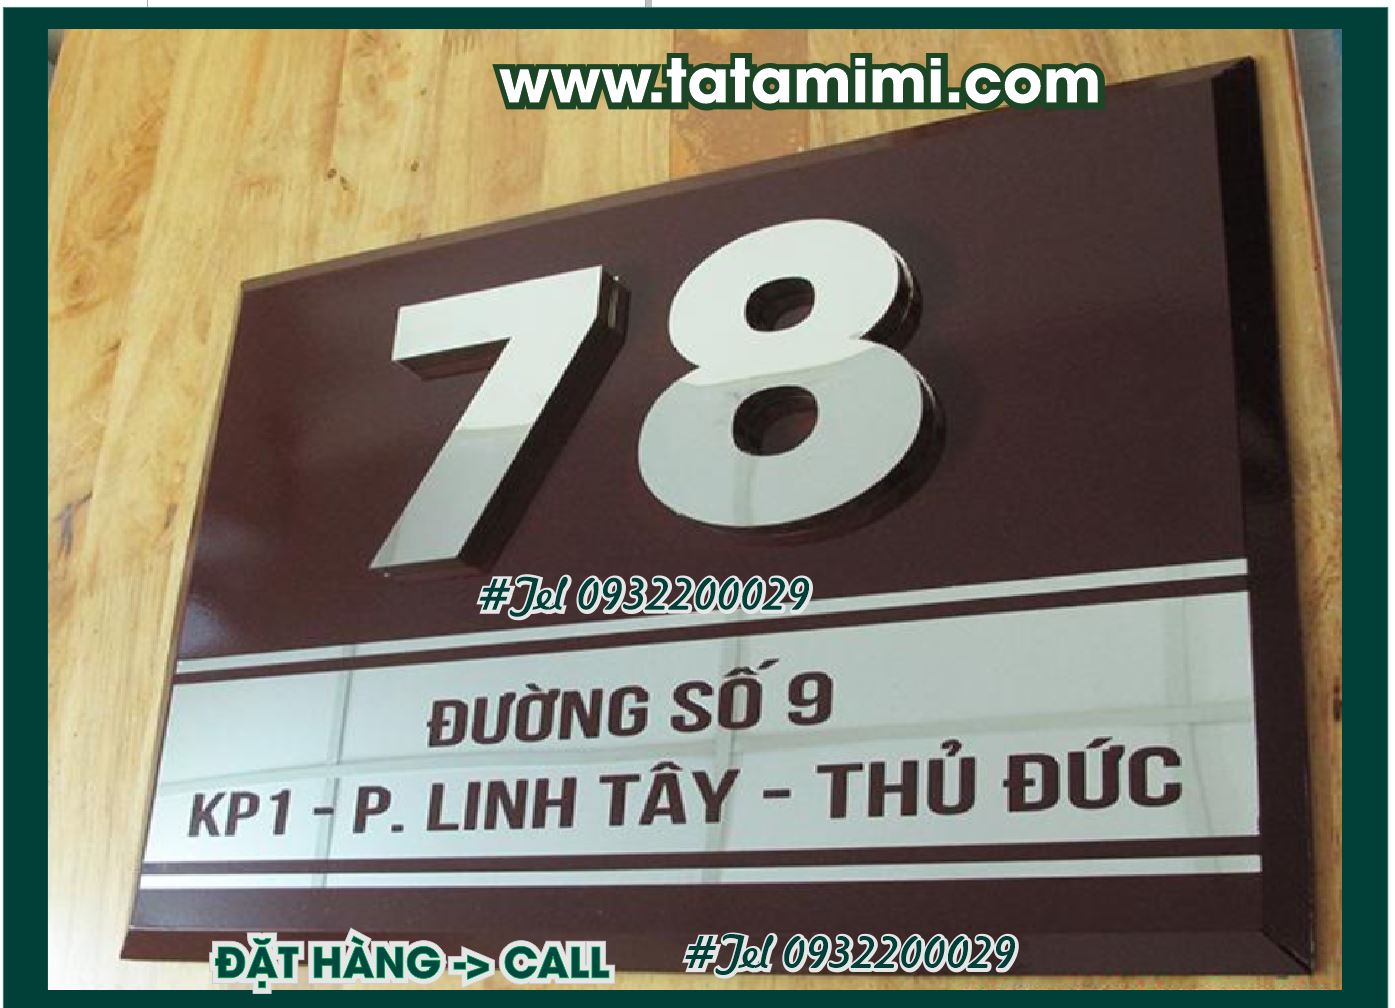 www.tatamimi.com
78
#Tel 0932200029
ĐƯỜNG SỐ 9
KP1 - P. LINH TÂY - THỦ ĐỨC
ĐẶT HÀNG -> CALL #Tel 0932200029